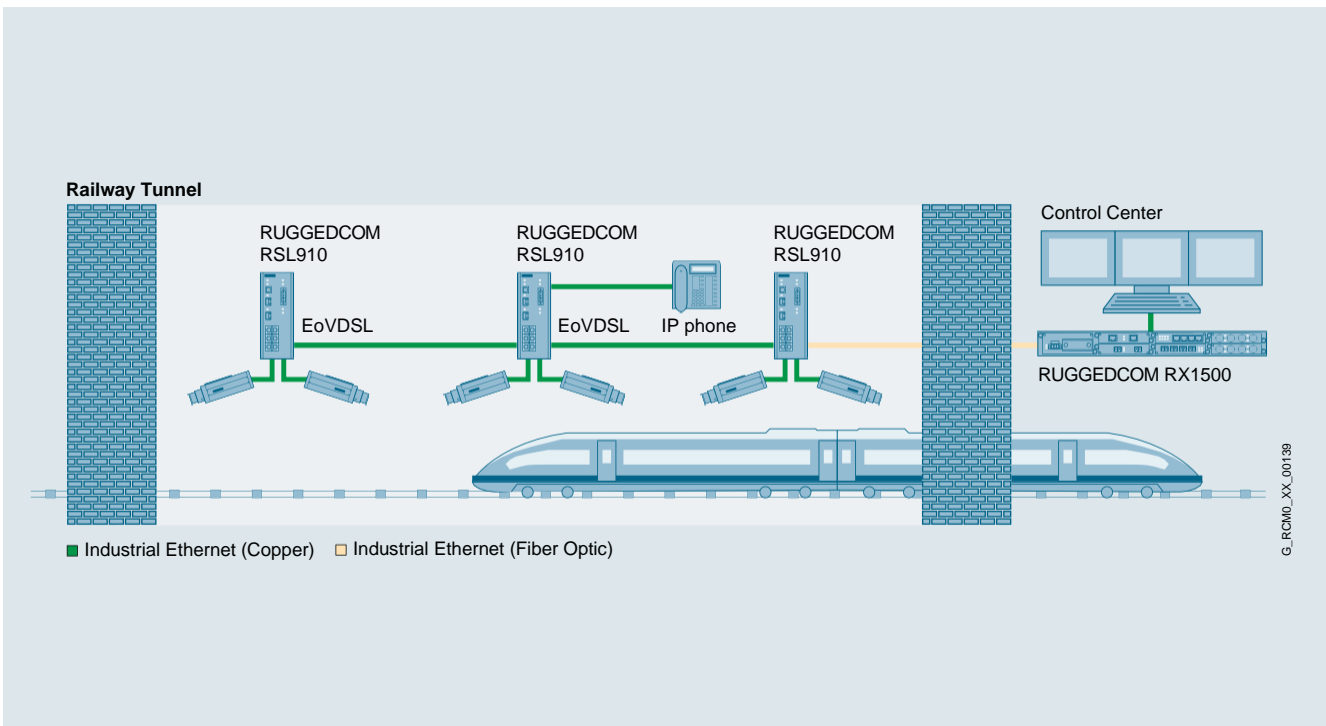 Railway Tunnel
RUGGEDCOM
RSL910
RUGGEDCOM
RSL910
RUGGEDCOM
RSL910
Control Center
EoVDSL
EoVDSL
IP phone
RUGGEDCOM RX1500
Industrial Ethernet (Copper)
Industrial Ethernet (Fiber Optic)
G_RCM0_XX_00139